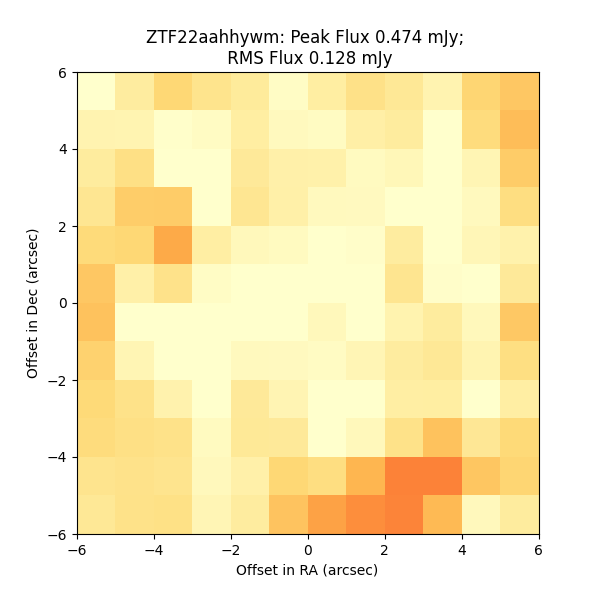 ZTF22aahhywm: Peak Flux 0.474 mJy;
RMS Flux 0.128 mJy
6
4
2
0
−2
−4
−6
Offset in Dec (arcsec)
−6 −4 −2 0 2 4 6
Offset in RA (arcsec)